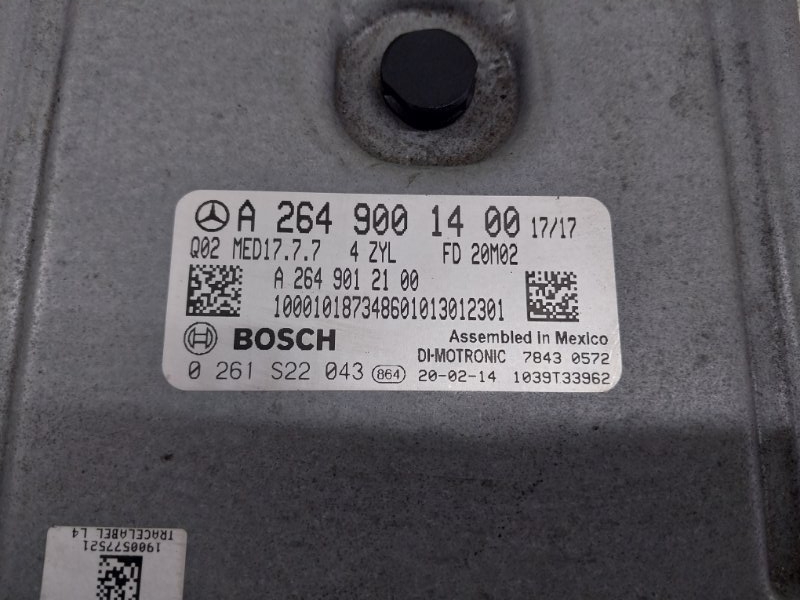 A 264 900 14 00 17/17
Q02 MED17.7.7 4 ZYL FD 20M02
A 264 901 21 00
10001018734860101301​2301
BOSCH Assembled in Mexico
DI-MOTRONIC 7843 0572
0 261 S22 043 864 20-02-14 1039T33962
1900577521
TRACELABEL L4